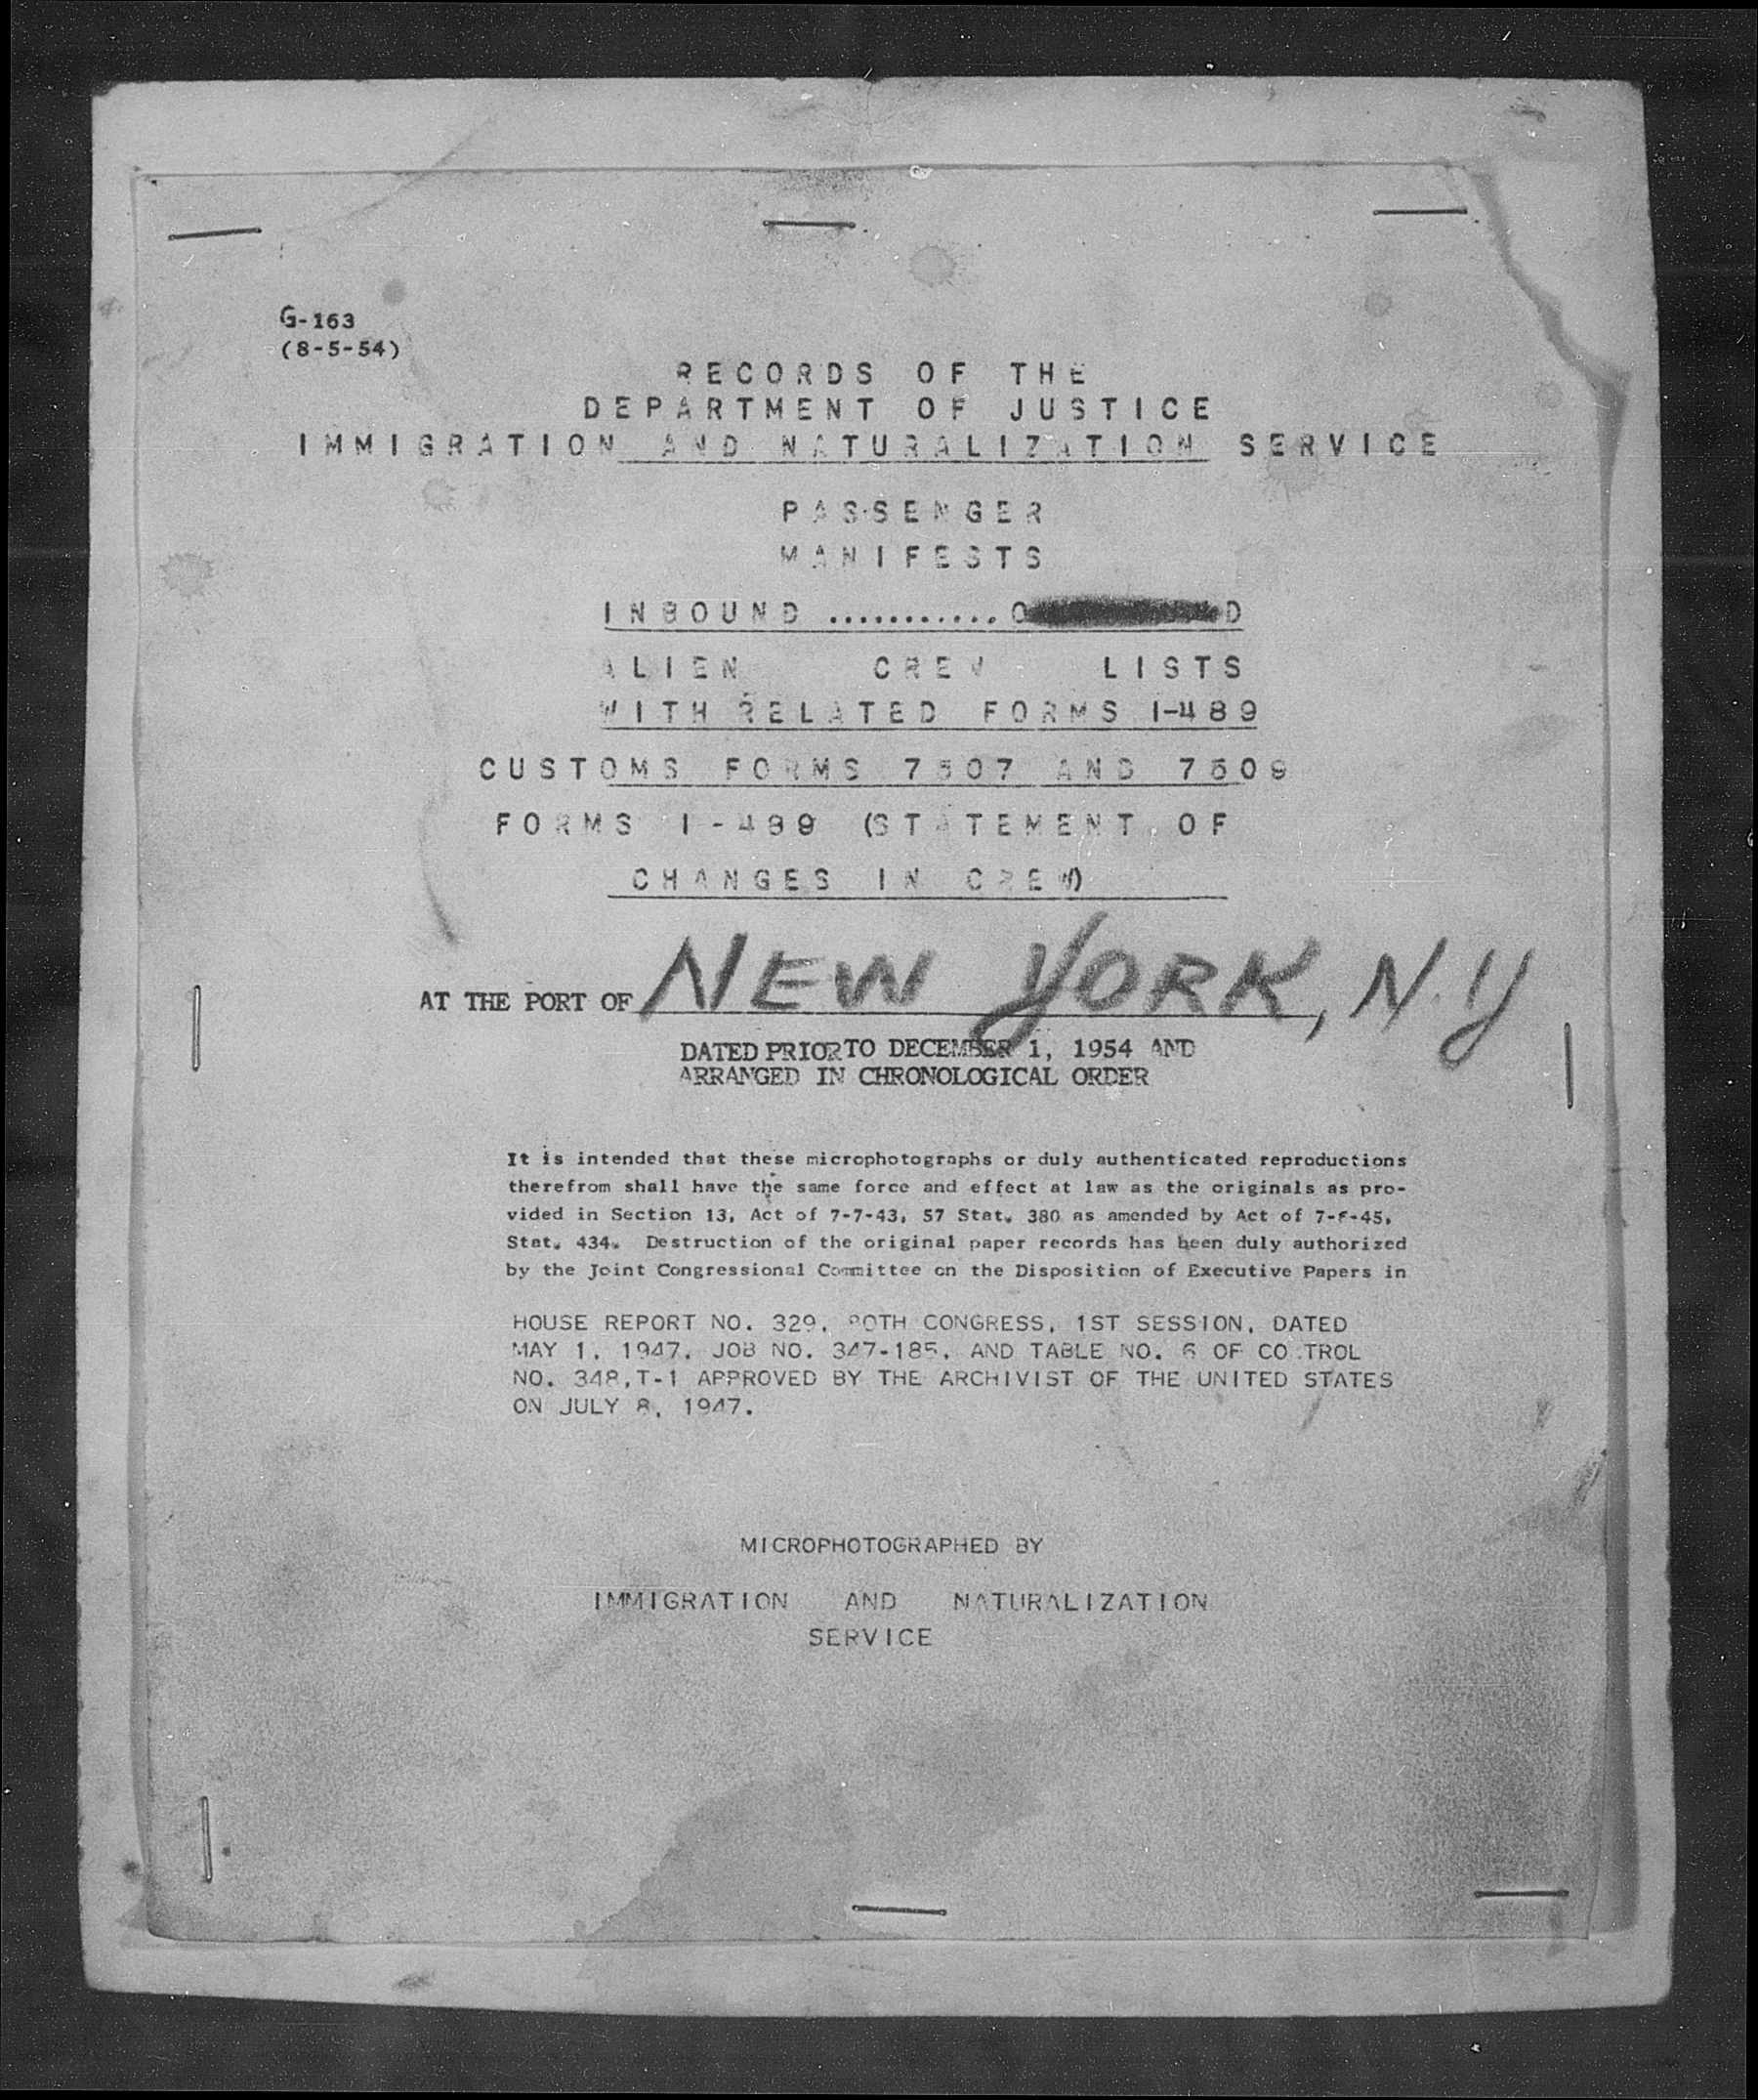 G-163
(8-5-54)
RECORDS OF THE
DEPARTMENT OF JUSTICE
IMMIGRATION AND NATURALIZATION SERVICE
PASSENGER
MANIFESTS
INBOUND ...........
ALIEN CREW LISTS
WITH RELATED FORMS I-489
CUSTOMS FORMS 7507 AND 7509
FORMS I-489 (STATEMENT OF
CHANGES IN CREW)
AT THE PORT OF NEW YORK, N.Y
DATED PRIOR TO DECEMBER 1, 1954 AND
ARRANGED IN CHRONOLOGICAL ORDER
It is intended that these microphotographs or duly authenticated reproductions
therefrom shall have the same force and effect at law as the originals as pro-
vided in Section 13, Act of 7-7-43, 57 Stat. 380 as amended by Act of
Stat. 434. Destruction of the original paper records has been duly authorized
by the Joint Congressional Committee on the Disposition of Executive Papers in
HOUSE REPORT NO. 329, 80TH CONGRESS, 1ST SESSION, DATED
MAY 1, 1947, JOB NO. 347-185, AND TABLE NO. 6 OF CO TROL
NO. 348,T-1 APPROVED BY THE ARCHIVIST OF THE UNITED STATES
ON JULY 8, 1947.
MICROPHOTOGRAPHED BY
IMMIGRATION AND NATURALIZATION
SERVICE